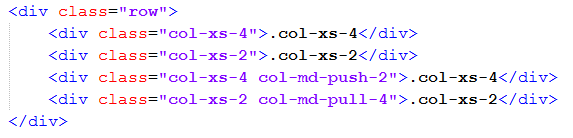 <div class="row">
<div class="col-xs-4">.col-xs-4</div>
<div class="col-xs-2">.col-xs-2</div>
<div class="col-xs-4 col-md-push-2">.col-xs-4</div>
<div class="col-xs-2 col-md-pull-4">.col-xs-2</div>
</div>